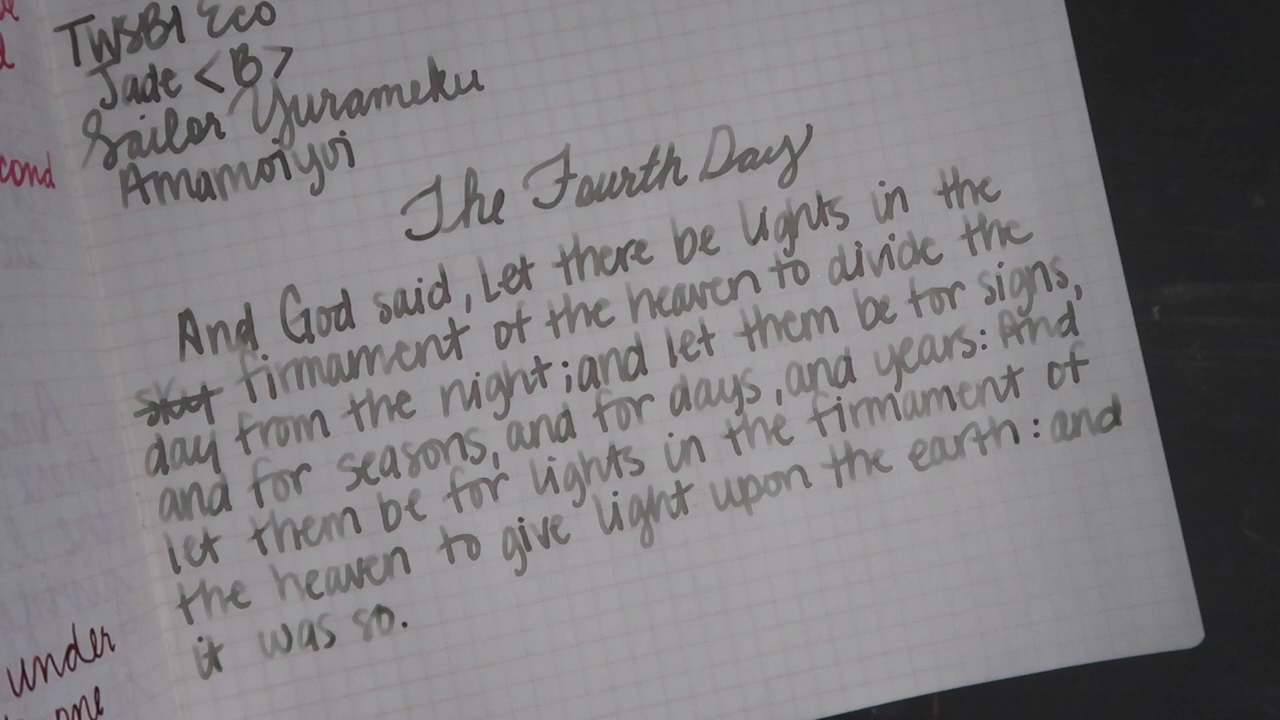 TWSBI Eco
Jade <B>
Sailor Yurameku
Amamoiyoi
The Fourth Day
And God said, Let there be lights in the
firmament of the heaven to divide the
day from the night; and let them be for signs,
and for seasons, and for days, and years: And
let them be for lights in the firmament of
the heaven to give light upon the earth: and
it was so.
cond
under
one